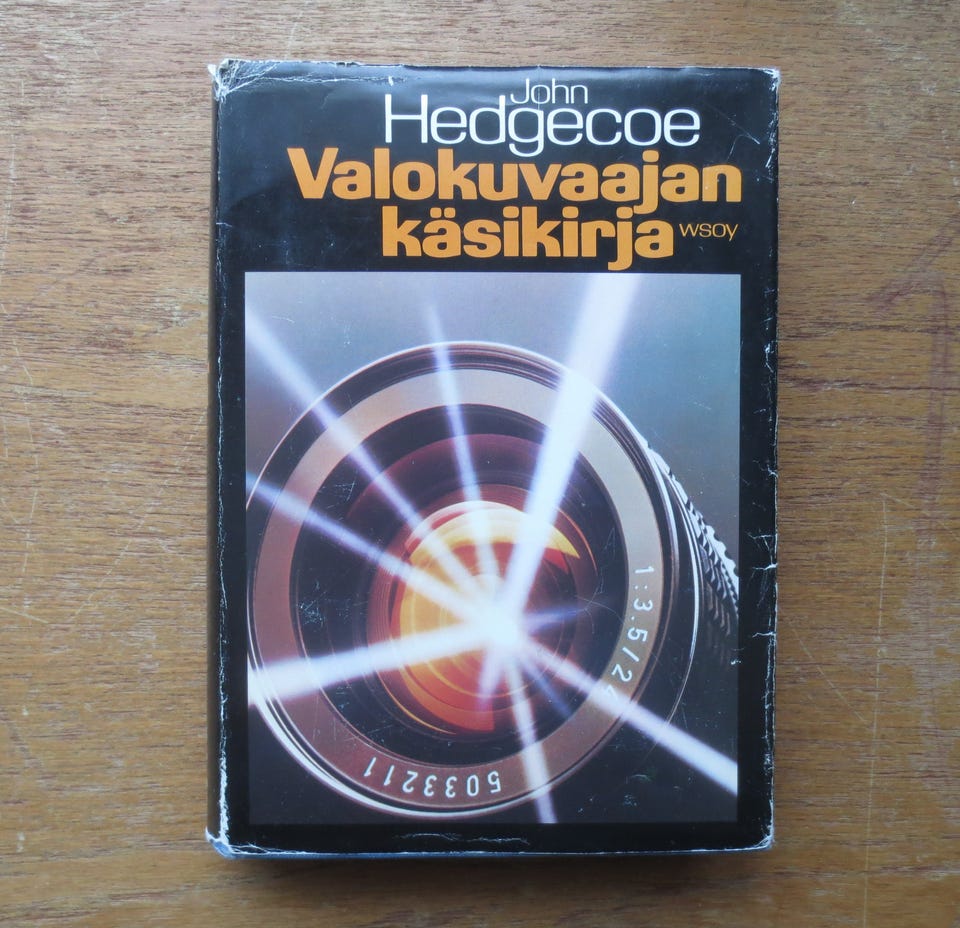 John
Hedgecoe
Valokuvaajan
käsikirja wsoy
1:3.5/24
5033211